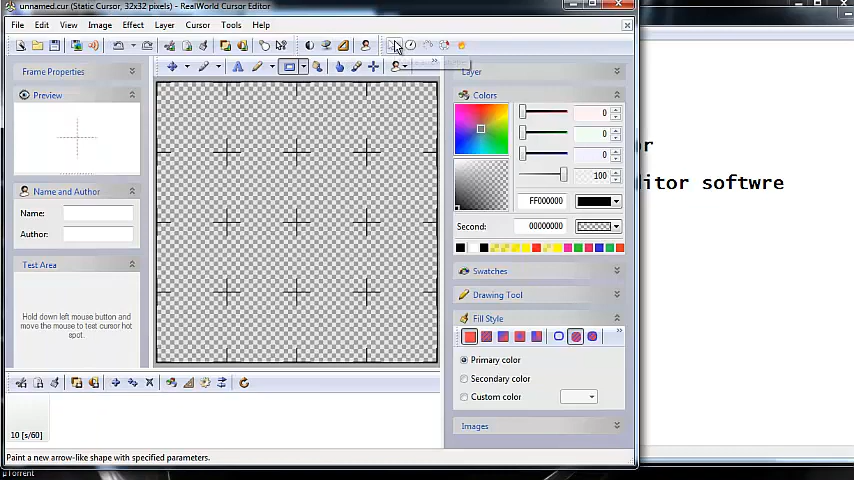 unnamed.cur (Static Cursor, 32x32 pixels) - RealWorld Cursor Editor
File Edit View Image Effect Layer Cursor Tools Help
Frame Properties
Layer
Preview
Colors
0
0
0
100
FF000000
Second: 00000000
Name and Author
Name:
Author:
Test Area
Hold down left mouse button and
move the mouse to test cursor hot
spot.
Swatches
Drawing Tool
Fill Style
Primary color
Secondary color
Custom color
Images
10 [s/60]
Paint a new arrow-like shape with specified parameters.
or
itor softwre
µTorrent